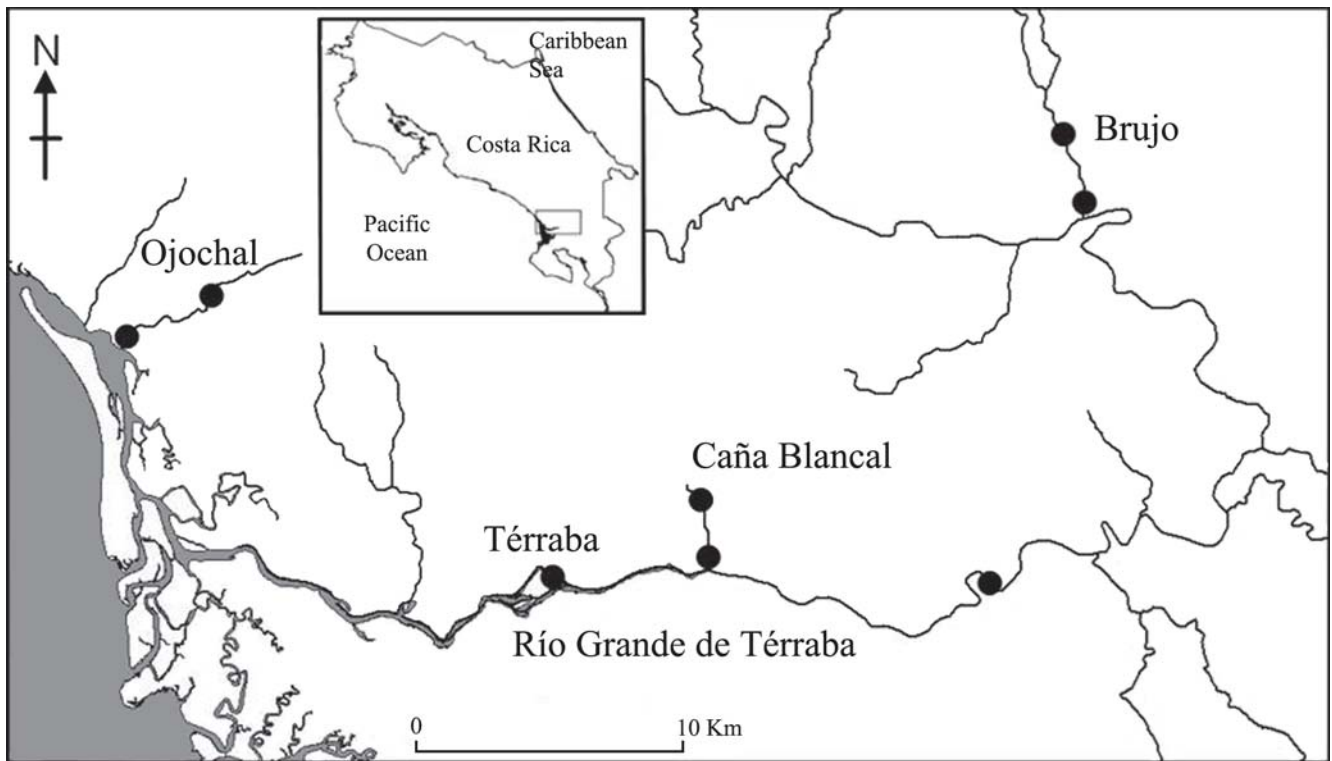 N
Caribbean
Sea
Costa Rica
Pacific
Ocean
Brujo
Ojochal
Caña Blancal
Térraba
Río Grande de Térraba
0
10 Km